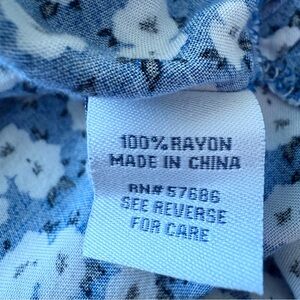 100% RAYON
MADE IN CHINA
RN# 57686
SEE REVERSE
FOR CARE